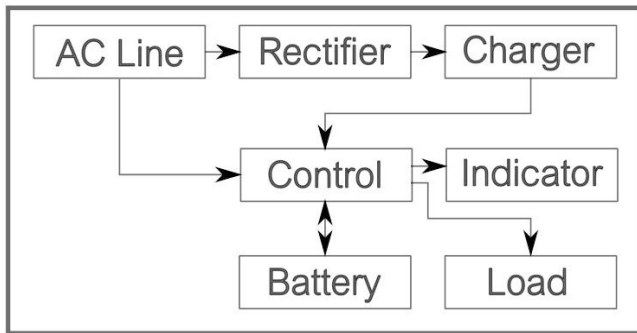 AC Line
Rectifier
Charger
Control
Indicator
Battery
Load